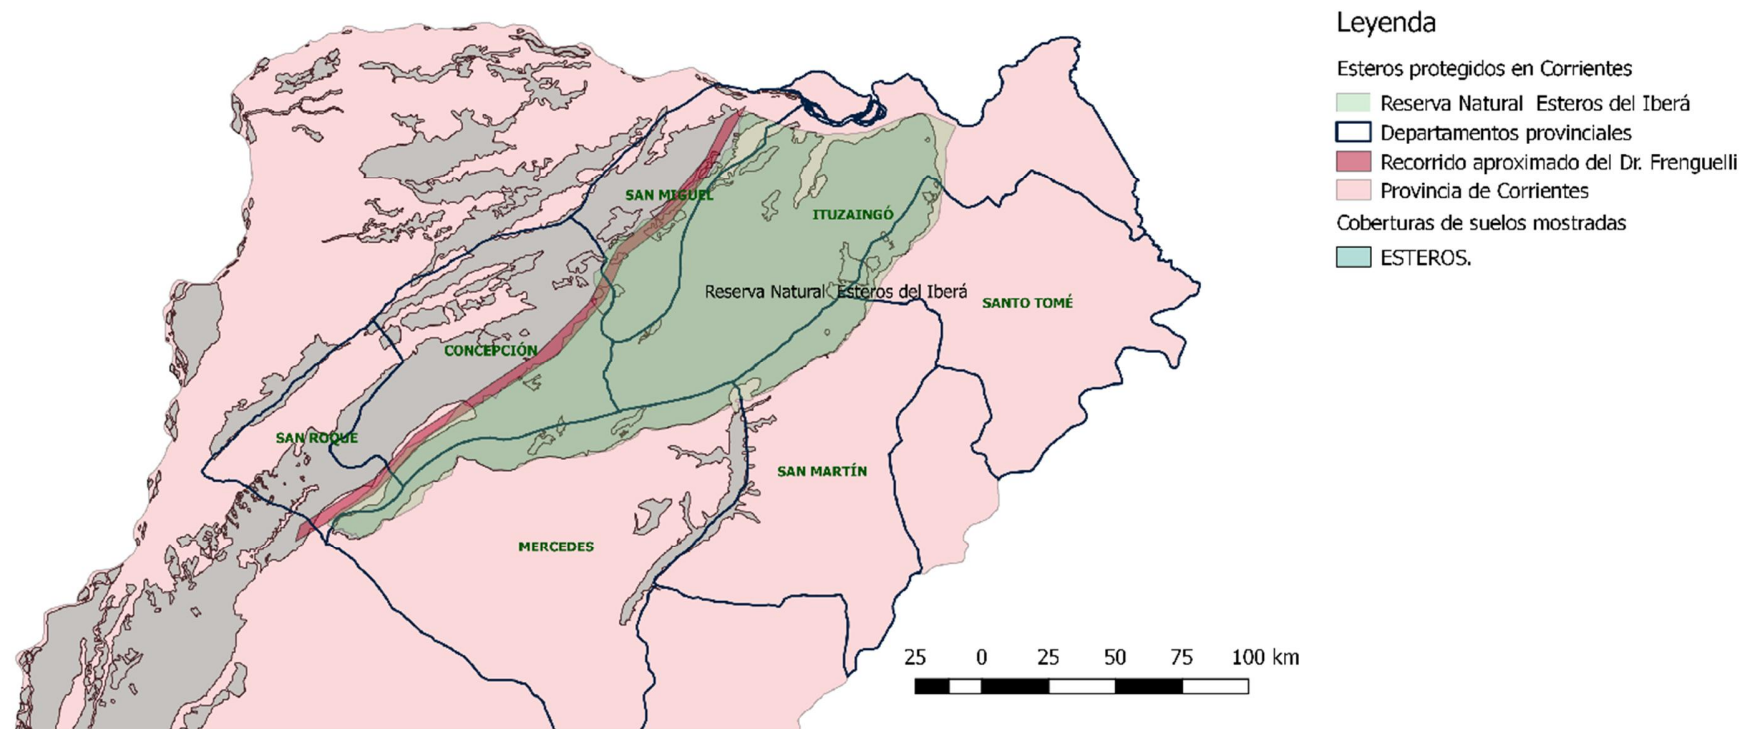 Leyenda
Esteros protegidos en Corrientes
Reserva Natural Esteros del Iberá
Departamentos provinciales
Recorrido aproximado del Dr. Frenguelli
Provincia de Corrientes
Coberturas de suelos mostradas
ESTEROS.
SAN MIGUEL
ITUZAINGÓ
Reserva Natural Esteros del Iberá
SANTO TOMÉ
CONCEPCIÓN
SAN ROQUE
SAN MARTÍN
MERCEDES
25 0 25 50 75 100 km